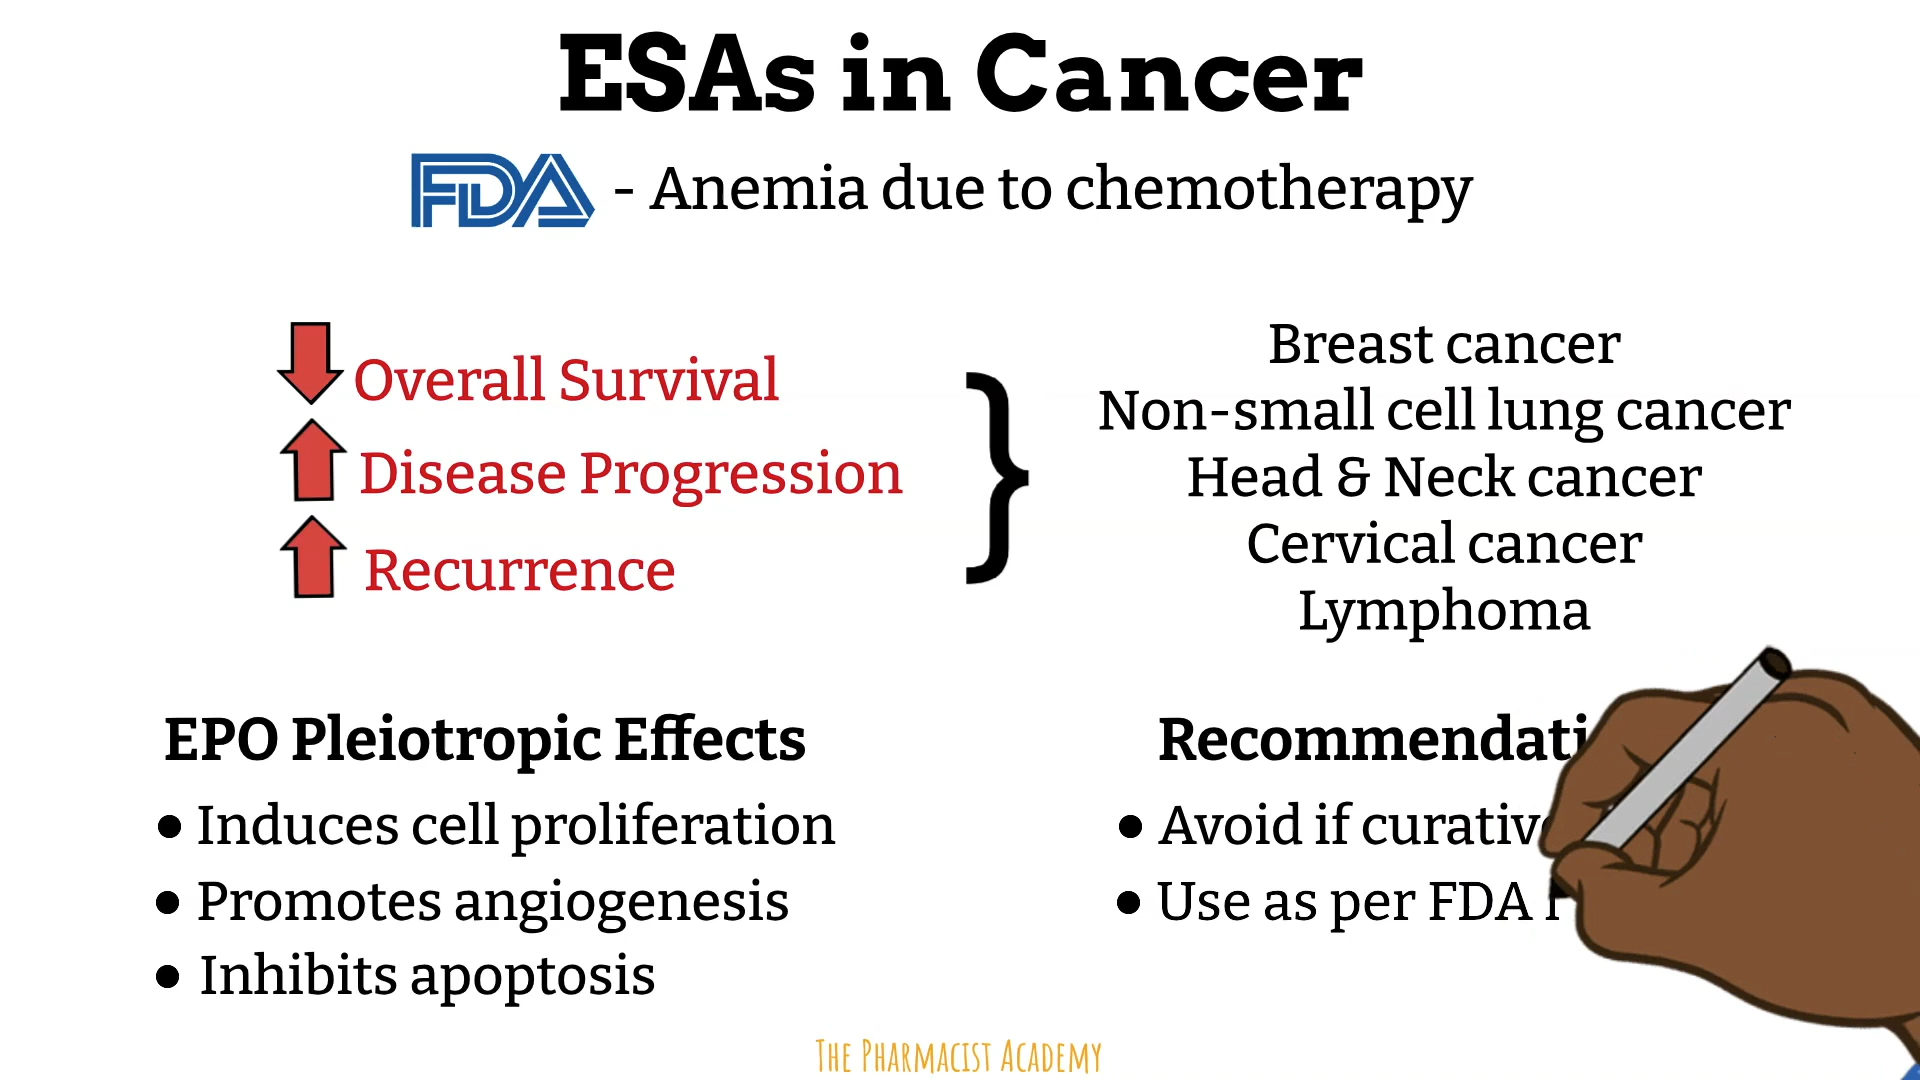 ESAs in Cancer
FDA - Anemia due to chemotherapy
Overall Survival
Disease Progression
Recurrence
}
Breast cancer
Non-small cell lung cancer
Head & Neck cancer
Cervical cancer
Lymphoma
EPO Pleiotropic Effects
• Induces cell proliferation
• Promotes angiogenesis
• Inhibits apoptosis
Recommendati
• Avoid if curativ
• Use as per FDA
The Pharmacist Academy